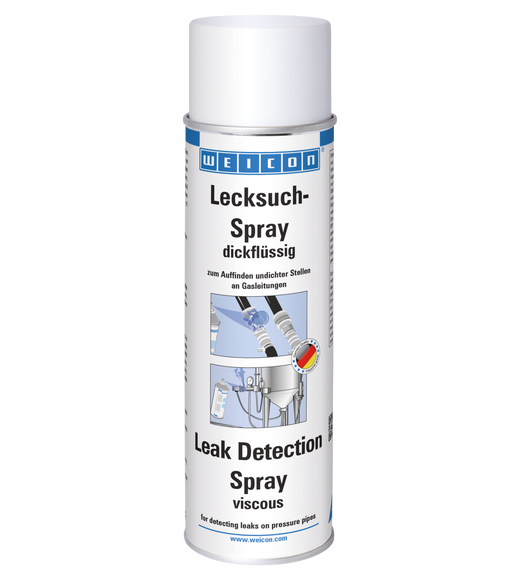 WEICON
Lecksuch-
Spray
dickflüssig
zum Auffinden undichter Stellen
an Gasleitungen
Leak Detection
Spray
viscous
for detecting leaks on pressure pipes
www.weicon.com